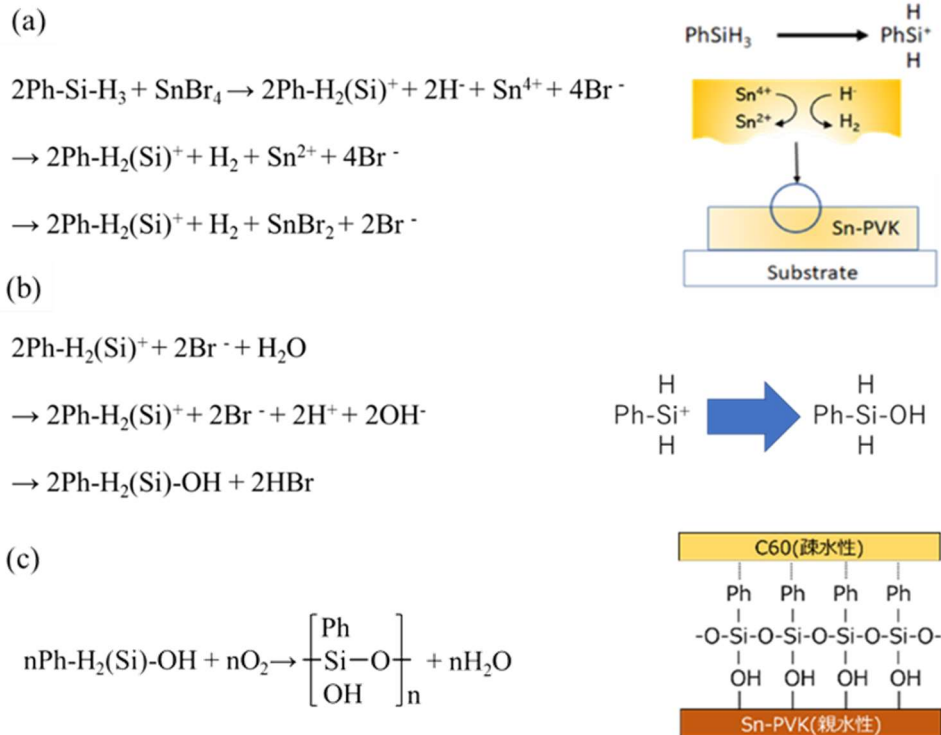 (a)
PhSiH₃ → H
PhSi⁺
H
2Ph-Si-H₃ + SnBr₄ → 2Ph-H₂(Si)⁺ + 2H⁻ + Sn⁴⁺ + 4Br⁻
→ 2Ph-H₂(Si)⁺ + H₂ + Sn²⁺ + 4Br⁻
→ 2Ph-H₂(Si)⁺ + H₂ + SnBr₂ + 2Br⁻
Sn⁴⁺ H⁻
Sn²⁺ H₂
Sn-PVK
Substrate
(b)
2Ph-H₂(Si)⁺ + 2Br⁻ + H₂O
→ 2Ph-H₂(Si)⁺ + 2Br⁻ + 2H⁺ + 2OH⁻
→ 2Ph-H₂(Si)-OH + 2HBr
H H
Ph-Si⁺ Ph-Si-OH
H H
(c)
nPh-H₂(Si)-OH + nO₂→ [Ph
Si−O + nH₂O
OH]n
C60(疎水性)
Ph Ph Ph Ph
-O-Si-O-Si-O-Si-O-Si-O-
OH OH OH OH
Sn-PVK(親水性)